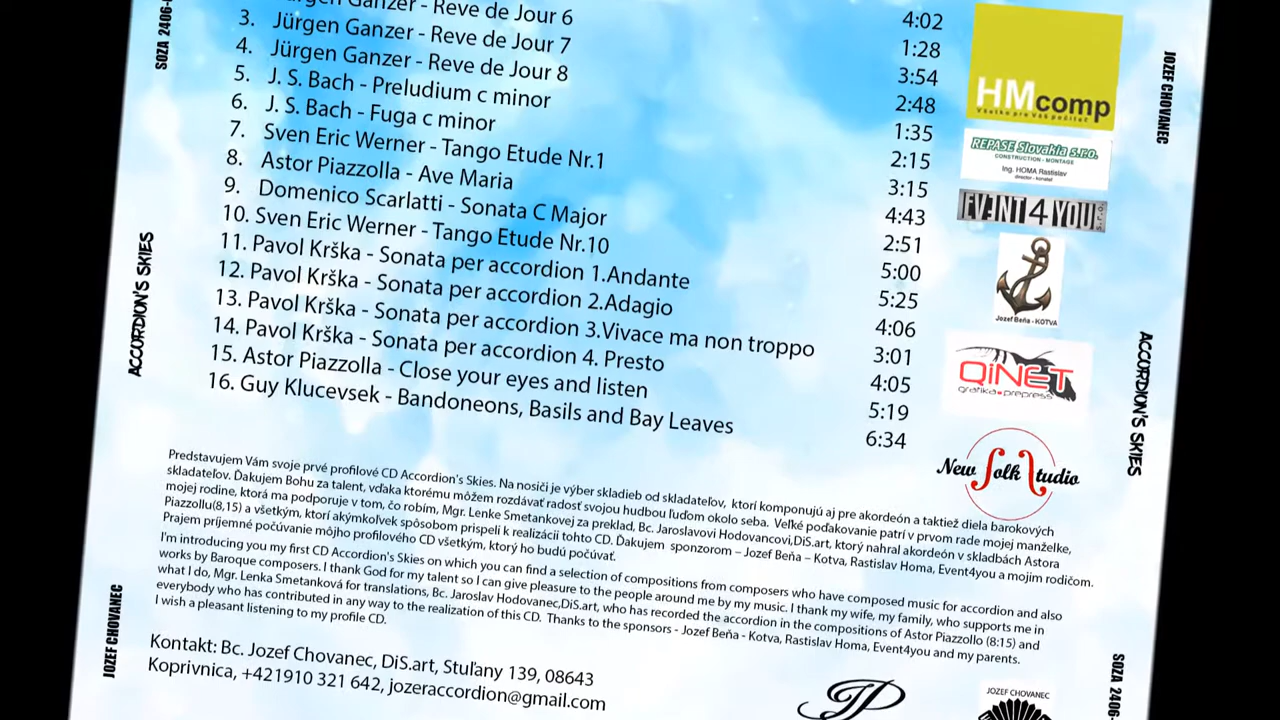 4:02
Ganzer - Reve de Jour 6 1:28
3. Jürgen Ganzer - Reve de Jour 7 3:54
4. Jürgen Ganzer - Reve de Jour 8 2:48
5. J. S. Bach - Preludium c minor 1:35
6. J. S. Bach - Fuga c minor 2:15
7. Sven Eric Werner - Tango Etude Nr.1 3:15
8. Astor Piazzolla - Ave Maria 4:43
9. Domenico Scarlatti - Sonata C Major 2:51
10. Sven Eric Werner - Tango Etude Nr.10 5:00
11. Pavol Krška - Sonata per accordion 1.Andante 5:25
12. Pavol Krška - Sonata per accordion 2.Adagio 4:06
13. Pavol Krška - Sonata per accordion 3.Vivace ma non troppo 3:01
14. Pavol Krška - Sonata per accordion 4. Presto 4:05
15. Astor Piazzolla - Close your eyes and listen 5:19
16. Guy Klucevsek - Bandoneons, Basils and Bay Leaves 6:34
Predstavujem Vám svoje prvé profilové CD Accordion's Skies. Na nosiči je výber skladieb od skladateľov, ktorí komponujú aj pre akordeón a taktiež diela barokových
skladateľov. Ďakujem Bohu za talent, vďaka ktorému môžem rozdávať radosť svojou hudbou ľuďom okolo seba. Veľké poďakovanie patrí v prvom rade mojej manželke,
mojej rodine, ktorá ma podporuje v tom, čo robím, Mgr. Lenke Smetankovej za preklad, Bc. Jaroslavovi Hodovancovi,DiS.art, ktorý nahral akordeón v skladbách Astora
Piazzollu(8,15) a všetkým, ktorí akýmkoľvek spôsobom prispeli k realizácii tohto CD. Ďakujem sponzorom – Jozef Beňa – Kotva, Rastislav Homa, Event4you a mojim rodičom.
Prajem príjemné počúvanie môjho profilového CD všetkým, ktorý ho budú počúvať.
I'm introducing you my first CD Accordion's Skies on which you can find a selection of compositions from composers who have composed music for accordion and also
works by Baroque composers. I thank God for my talent so I can give pleasure to the people around me by my music. I thank my wife, my family, who supports me in
what I do, Mgr. Lenka Smetanková for translations, Bc. Jaroslav Hodovanec,DiS.art, who has recorded the accordion in the compositions of Astor Piazzollo (8:15) and
everybody who has contributed in any way to the realization of this CD. Thanks to the sponsors - Jozef Beňa - Kotva, Rastislav Homa, Event4you and my parents.
I wish a pleasant listening to my profile CD.
Kontakt: Bc. Jozef Chovanec, DiS.art, Stuľany 139, 08643
Koprivnica, +421910 321 642, jozeraccordion@gmail.com
HMcomp
Všetko pre Váš počítač
REPASE Slovakia s.r.o.
CONSTRUCTION - MONTAGE
Ing. HOMA Rastislav
director - konateľ
EVENT4YOU s.r.o.
Jozef Beňa - KOTVA
QiNET
grafika•prepress
New Folk Studio
JOZEF CHOVANEC
SOZA 2406-
ACCORDION'S SKIES
JOZEF CHOVANEC
JOZEF CHOVANEC
ACCORDION'S SKIES
SOZA 2406-